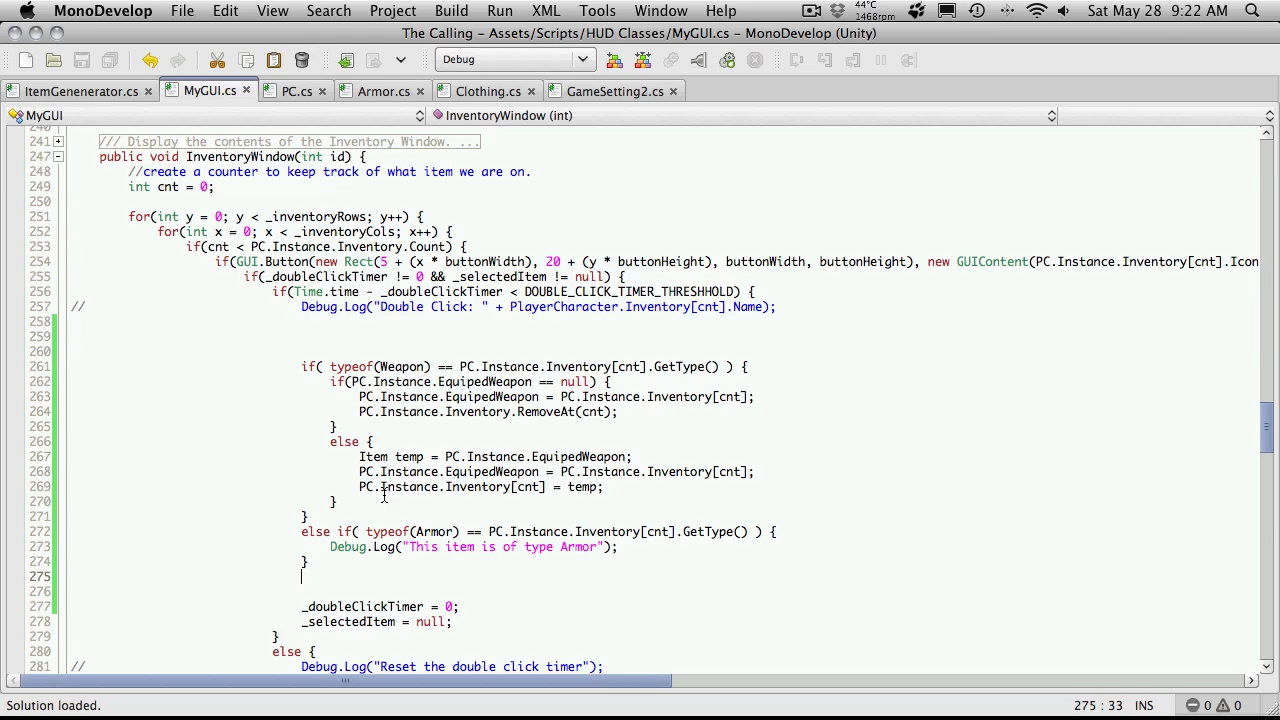 MonoDevelop File Edit View Search Project Build Run XML Tools Window Help 44°C 1468rpm Sat May 28 9:22 AM
The Calling - Assets/Scripts/HUD Classes/MyGUI.cs - MonoDevelop (Unity)
Debug
ItemGenenerator.cs MyGUI.cs PC.cs Armor.cs Clothing.cs GameSetting2.cs
MyGUI InventoryWindow (int)
240
241 /// Display the contents of the Inventory Window. ...
247 public void InventoryWindow(int id) {
248 //create a counter to keep track of what item we are on.
249 int cnt = 0;
250
251 for(int y = 0; y < _inventoryRows; y++) {
252 for(int x = 0; x < _inventoryCols; x++) {
253 if(cnt < PC.Instance.Inventory.Count) {
254 if(GUI.Button(new Rect(5 + (x * buttonWidth), 20 + (y * buttonHeight), buttonWidth, buttonHeight), new GUIContent(PC.Instance.Inventory[cnt].Icon
255 if(_doubleClickTimer != 0 && _selectedItem != null) {
256 if(Time.time - _doubleClickTimer < DOUBLE_CLICK_TIMER_THRESHHOLD) {
257 // Debug.Log("Double Click: " + PlayerCharacter.Inventory[cnt].Name);
258
259
260
261 if( typeof(Weapon) == PC.Instance.Inventory[cnt].GetType() ) {
262 if(PC.Instance.EquipedWeapon == null) {
263 PC.Instance.EquipedWeapon = PC.Instance.Inventory[cnt];
264 PC.Instance.Inventory.RemoveAt(cnt);
265 }
266 else {
267 Item temp = PC.Instance.EquipedWeapon;
268 PC.Instance.EquipedWeapon = PC.Instance.Inventory[cnt];
269 PC.Instance.Inventory[cnt] = temp;
270 }
271 }
272 else if( typeof(Armor) == PC.Instance.Inventory[cnt].GetType() ) {
273 Debug.Log("This item is of type Armor");
274 }
275
276
277 _doubleClickTimer = 0;
278 _selectedItem = null;
279 }
280 else {
281 // Debug.Log("Reset the double click timer");
Solution loaded. 275 : 33 INS 0 0